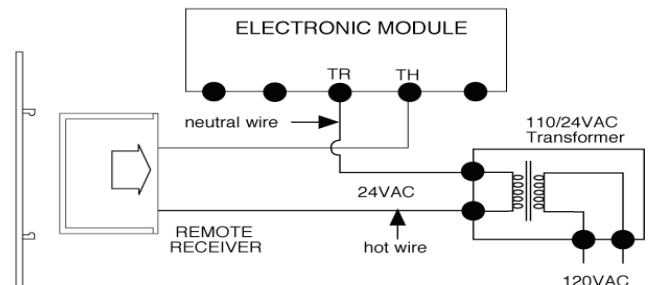 ELECTRONIC MODULE
TR TH
neutral wire
110/24VAC
Transformer
24VAC
REMOTE
RECEIVER
hot wire
120VAC